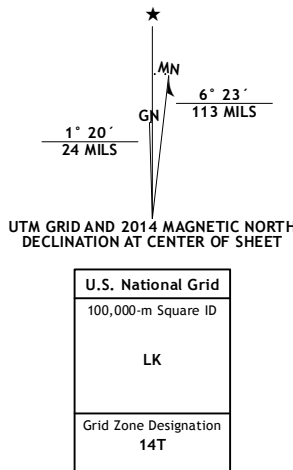 ★
MN
GN
6° 23´
113 MILS
1° 20´
24 MILS
UTM GRID AND 2014 MAGNETIC NORTH
DECLINATION AT CENTER OF SHEET
U.S. National Grid
100,000-m Square ID
LK
Grid Zone Designation
14T